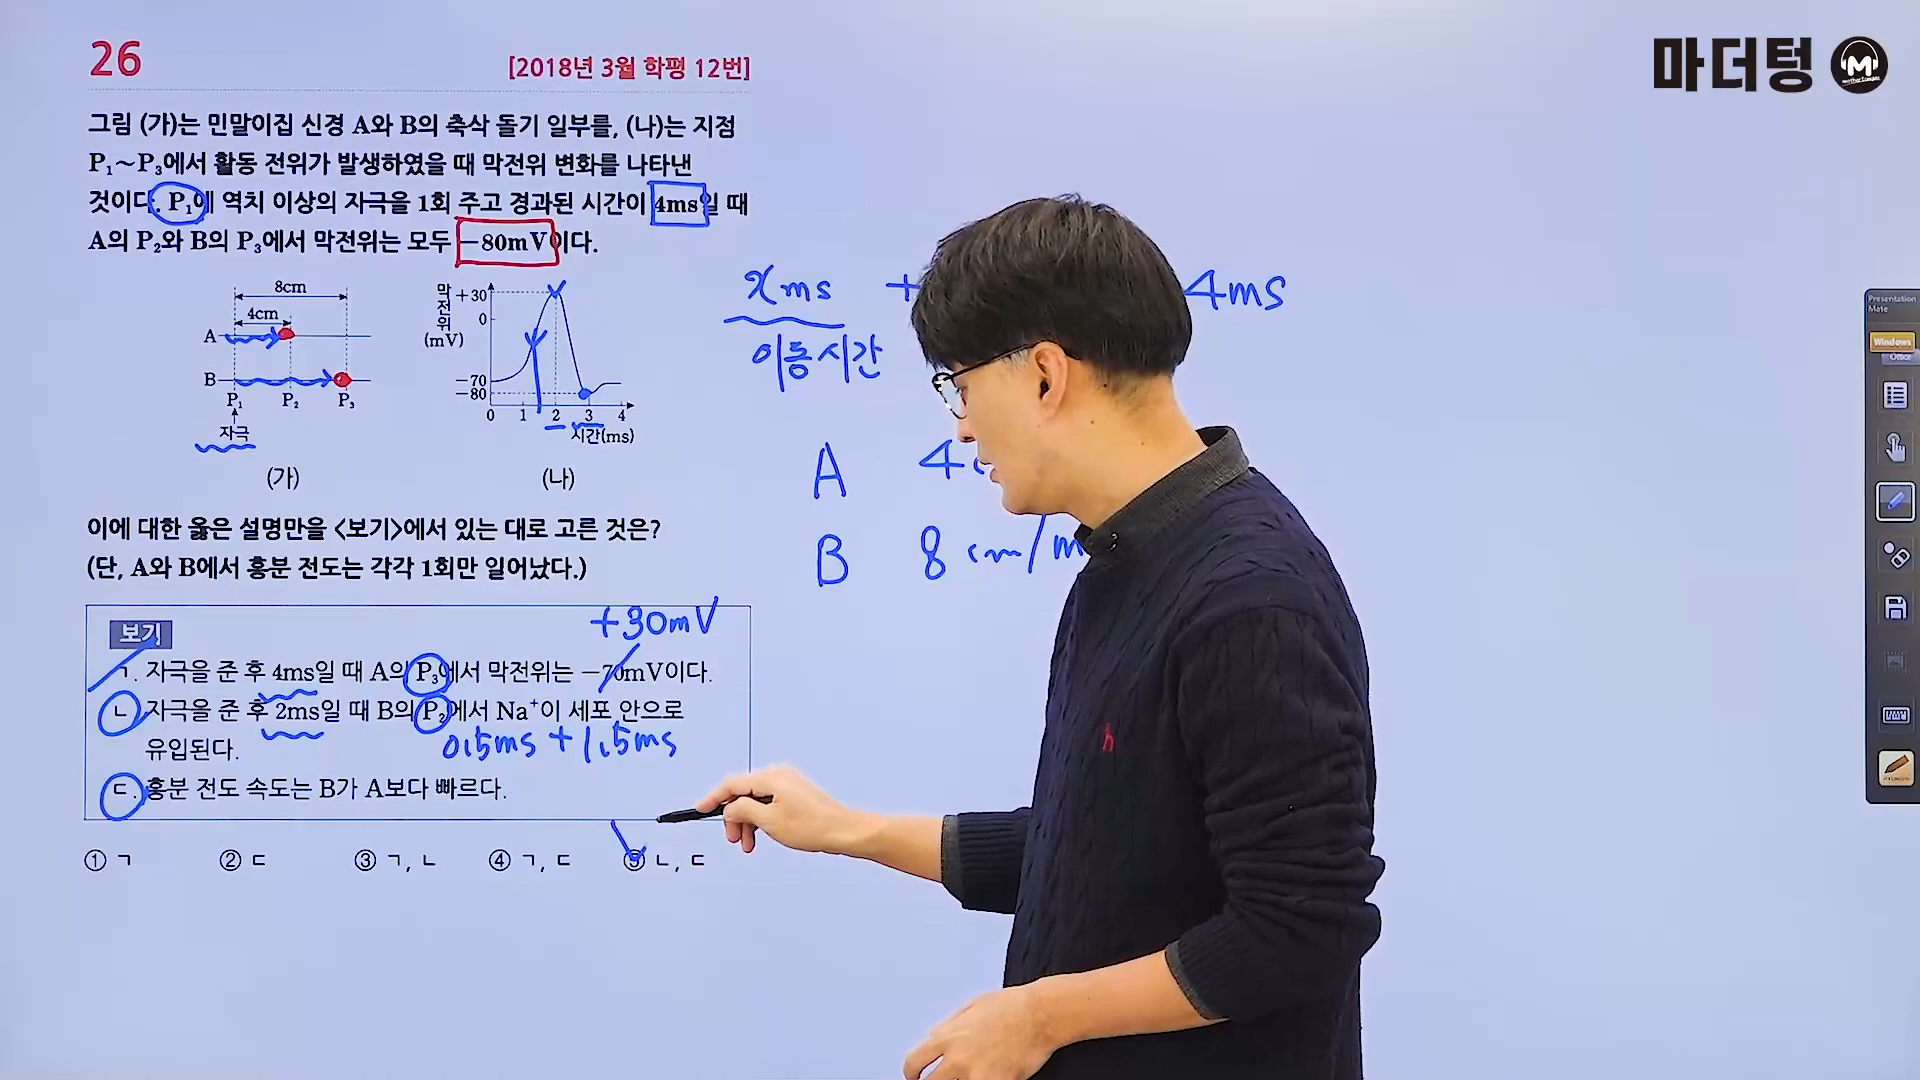 26
[2018년 3월 학평 12번]
마더텅
그림 (가)는 민말이집 신경 A와 B의 축삭 돌기 일부를, (나)는 지점
P₁~P₃에서 활동 전위가 발생하였을 때 막전위 변화를 나타낸
것이다. P₁에 역치 이상의 자극을 1회 주고 경과된 시간이 4ms일 때
A의 P₂와 B의 P₃에서 막전위는 모두 -80mV이다.
8cm
4cm
A
B
P₁ P₂ P₃
자극
(가)
막전위
(mV)
+30
0
-70
-80
0 1 2 3 4
시간(ms)
(나)
xms + 4ms
이동시간
A
B 8cm/m
이에 대한 옳은 설명만을 <보기>에서 있는 대로 고른 것은?
(단, A와 B에서 흥분 전도는 각각 1회만 일어났다.)
보기
+30mV
ㄱ. 자극을 준 후 4ms일 때 A의 P₃에서 막전위는 -70mV이다.
ㄴ. 자극을 준 후 2ms일 때 B의 P₂에서 Na⁺이 세포 안으로
유입된다.
0.5ms + 1.5ms
ㄷ. 흥분 전도 속도는 B가 A보다 빠르다.
① ㄱ ② ㄷ ③ ㄱ, ㄴ ④ ㄱ, ㄷ ⑤ ㄴ, ㄷ
Presentation
Mate
Windows
Office